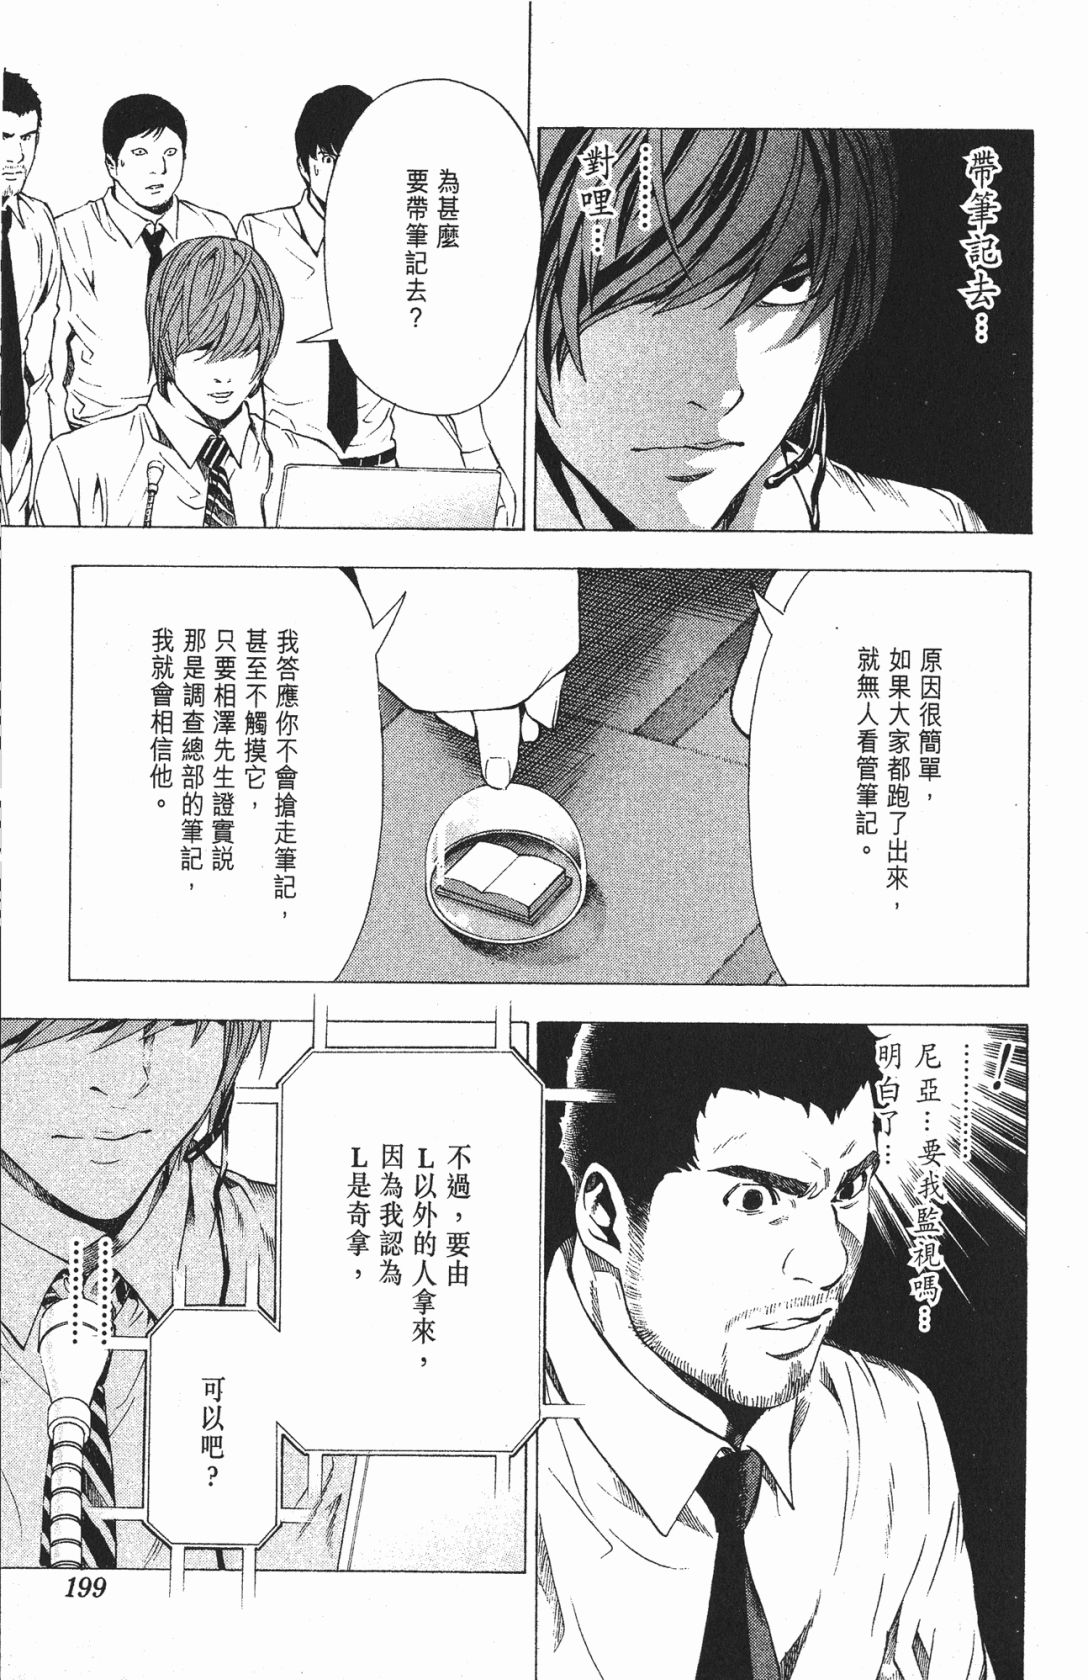 帶筆記去…
………
對哩…
為甚麼
要帶筆記去？
原因很簡單，
如果大家都跑了出來，
就無人看管筆記。
我答應你不會搶走筆記，
甚至不觸摸它，
只要相澤先生證實說
那是調查總部的筆記，
我就會相信他。
！
…………
尼亞…要我監視嗎…
明白了…
不過，要由
L以外的人拿來，
因為我認為
L是奇拿，
可以吧？
………
………
199